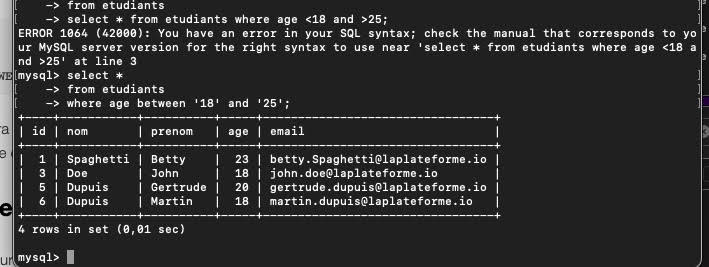 -> from etudiants
-> select * from etudiants where age <18 and >25;
ERROR 1064 (42000): You have an error in your SQL syntax; check the manual that corresponds to yo
ur MySQL server version for the right syntax to use near 'select * from etudiants where age <18 a
nd >25' at line 3
mysql> select *
-> from etudiants
-> where age between '18' and '25';
+----+-----------+----------+-----+------------------------------+
| id | nom | prenom | age | email |
+----+-----------+----------+-----+------------------------------+
| 1 | Spaghetti | Betty | 23 | betty.Spaghetti@laplateforme.io |
| 3 | Doe | John | 18 | john.doe@laplateforme.io |
| 5 | Dupuis | Gertrude | 20 | gertrude.dupuis@laplateforme.io |
| 6 | Dupuis | Martin | 18 | martin.dupuis@laplateforme.io |
+----+-----------+----------+-----+------------------------------+
4 rows in set (0,01 sec)
mysql>